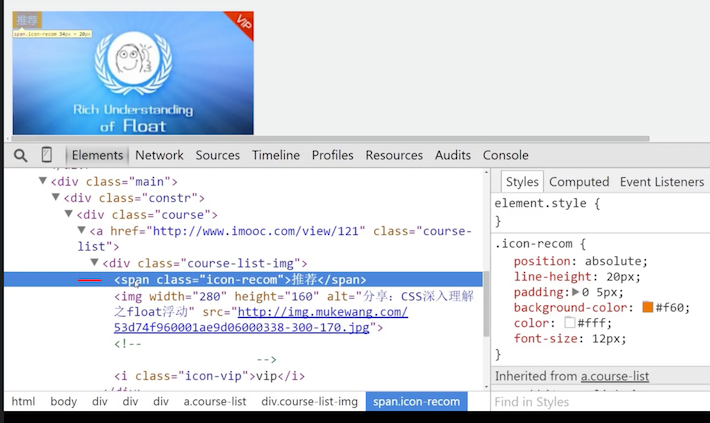 推荐
VIP
span.icon-recom 34px × 20px
Rich Understanding
of Float
Elements Network Sources Timeline Profiles Resources Audits Console
▼<div class="main">
▼<div class="constr">
▼<div class="course">
▼<a href="http://www.imooc.com/view/121" class="course-
list">
▼<div class="course-list-img">
<span class="icon-recom">推荐</span>
<img width="280" height="160" alt="分享：CSS深入理解
之float浮动" src="http://img.mukewang.com/
53d74f960001ae9d06000338-300-170.jpg">
<!--
-->
<i class="icon-vip">vip</i>
html body div div div a.course-list div.course-list-img span.icon-recom
Styles Computed Event Listeners
element.style {
}
.icon-recom {
position: absolute;
line-height: 20px;
padding:▶0 5px;
background-color: #f60;
color: #fff;
font-size: 12px;
}
Inherited from a.course-list
Find in Styles